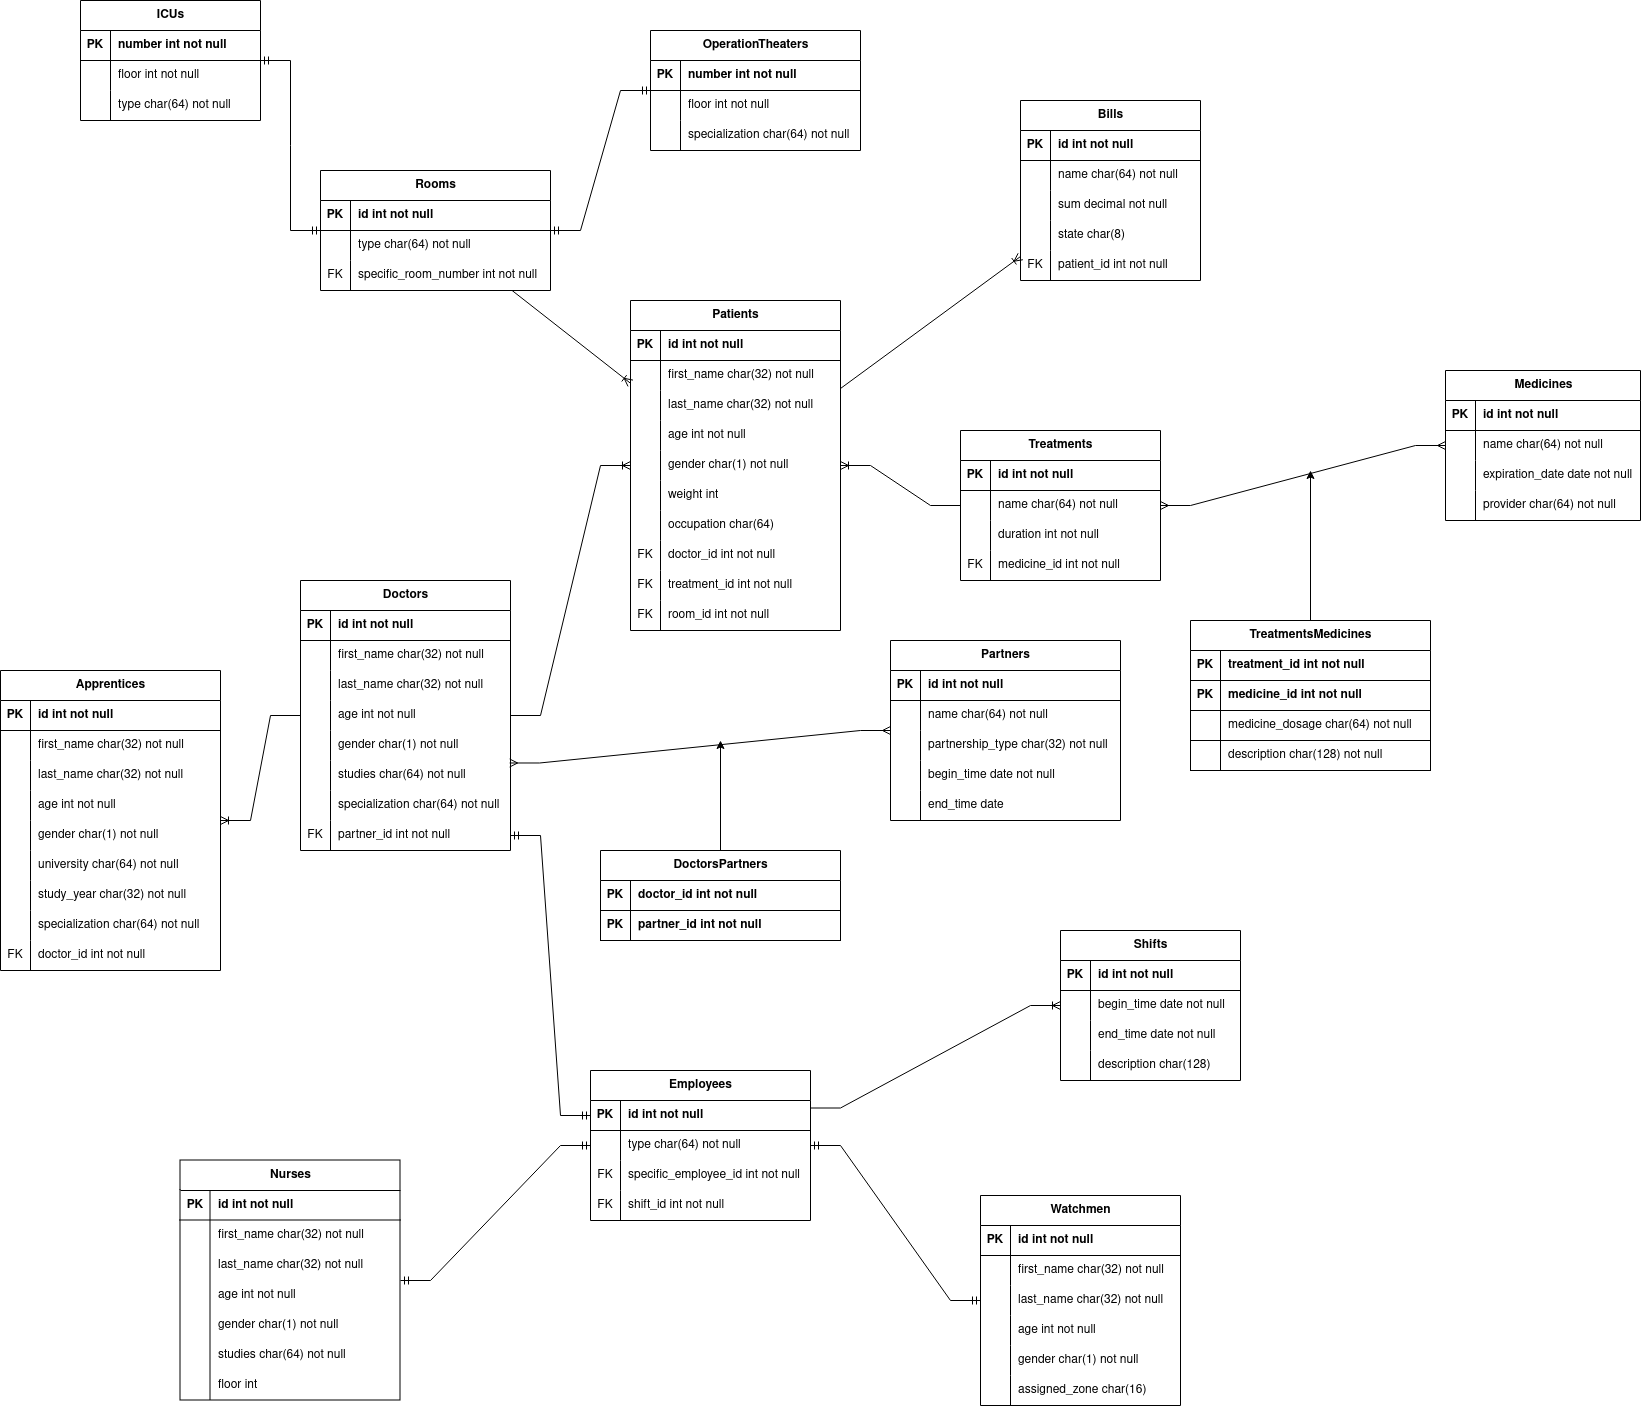 ICUs
PK number int not null
floor int not null
type char(64) not null
OperationTheaters
PK number int not null
floor int not null
specialization char(64) not null
Bills
PK id int not null
name char(64) not null
sum decimal not null
state char(8)
FK patient_id int not null
Rooms
PK id int not null
type char(64) not null
FK specific_room_number int not null
Patients
PK id int not null
first_name char(32) not null
last_name char(32) not null
age int not null
gender char(1) not null
weight int
occupation char(64)
FK doctor_id int not null
FK treatment_id int not null
FK room_id int not null
Medicines
PK id int not null
name char(64) not null
expiration_date date not null
provider char(64) not null
Treatments
PK id int not null
name char(64) not null
duration int not null
FK medicine_id int not null
TreatmentsMedicines
PK treatment_id int not null
PK medicine_id int not null
medicine_dosage char(64) not null
description char(128) not null
Doctors
PK id int not null
first_name char(32) not null
last_name char(32) not null
age int not null
gender char(1) not null
studies char(64) not null
specialization char(64) not null
FK partner_id int not null
Partners
PK id int not null
name char(64) not null
partnership_type char(32) not null
begin_time date not null
end_time date
Apprentices
PK id int not null
first_name char(32) not null
last_name char(32) not null
age int not null
gender char(1) not null
university char(64) not null
study_year char(32) not null
specialization char(64) not null
FK doctor_id int not null
DoctorsPartners
PK doctor_id int not null
PK partner_id int not null
Shifts
PK id int not null
begin_time date not null
end_time date not null
description char(128)
Employees
PK id int not null
type char(64) not null
FK specific_employee_id int not null
FK shift_id int not null
Nurses
PK id int not null
first_name char(32) not null
last_name char(32) not null
age int not null
gender char(1) not null
studies char(64) not null
floor int
Watchmen
PK id int not null
first_name char(32) not null
last_name char(32) not null
age int not null
gender char(1) not null
assigned_zone char(16)